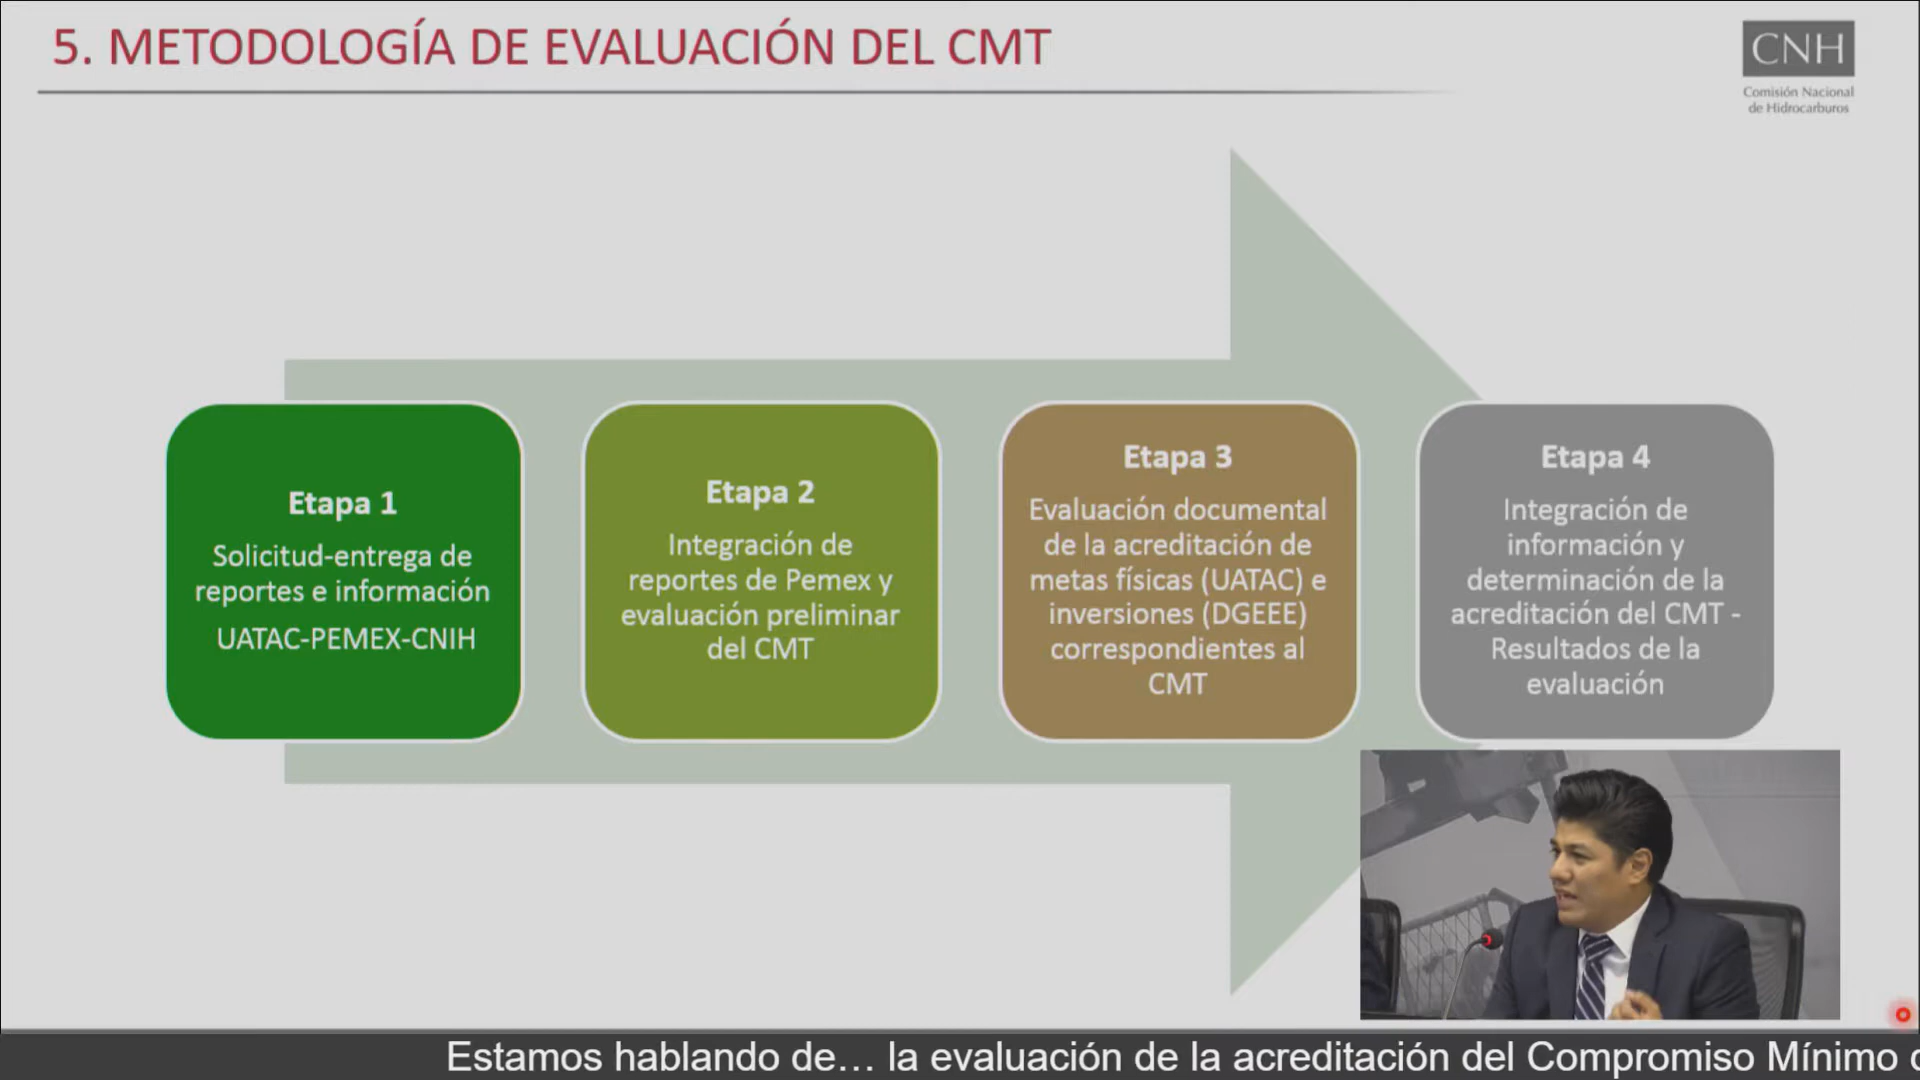 5. METODOLOGÍA DE EVALUACIÓN DEL CMT
CNH
Comisión Nacional
de Hidrocarburos
Etapa 1
Solicitud-entrega de
reportes e información
UATAC-PEMEX-CNIH
Etapa 2
Integración de
reportes de Pemex y
evaluación preliminar
del CMT
Etapa 3
Evaluación documental
de la acreditación de
metas físicas (UATAC) e
inversiones (DGEEE)
correspondientes al
CMT
Etapa 4
Integración de
información y
determinación de la
acreditación del CMT -
Resultados de la
evaluación
Estamos hablando de… la evaluación de la acreditación del Compromiso Mínimo